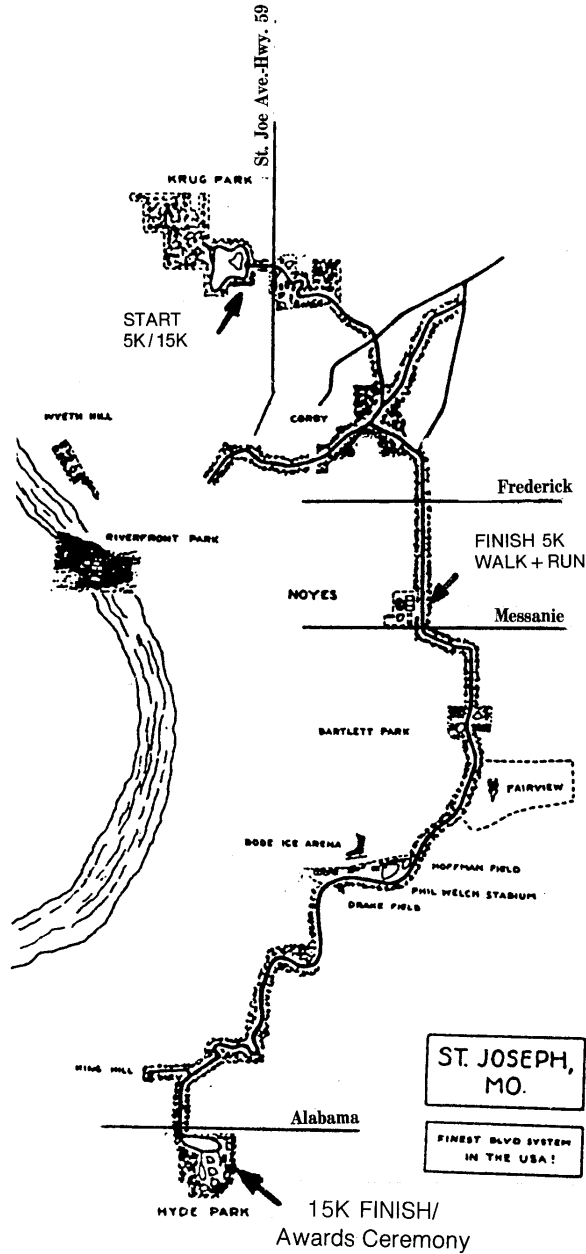 St. Joe Ave.-Hwy. 59
KRUG PARK
START
5K/15K
CORBY
WYETH HILL
Frederick
RIVERFRONT PARK
FINISH 5K
WALK + RUN
NOYES
Messanie
BARTLETT PARK
FAIRVIEW
BODE ICE ARENA
HOFFMAN FIELD
PHIL WELCH STADIUM
DRAKE FIELD
KING HILL
ST. JOSEPH,
MO.
Alabama
FINEST BLVD SYSTEM
IN THE USA!
HYDE PARK
15K FINISH/
Awards Ceremony